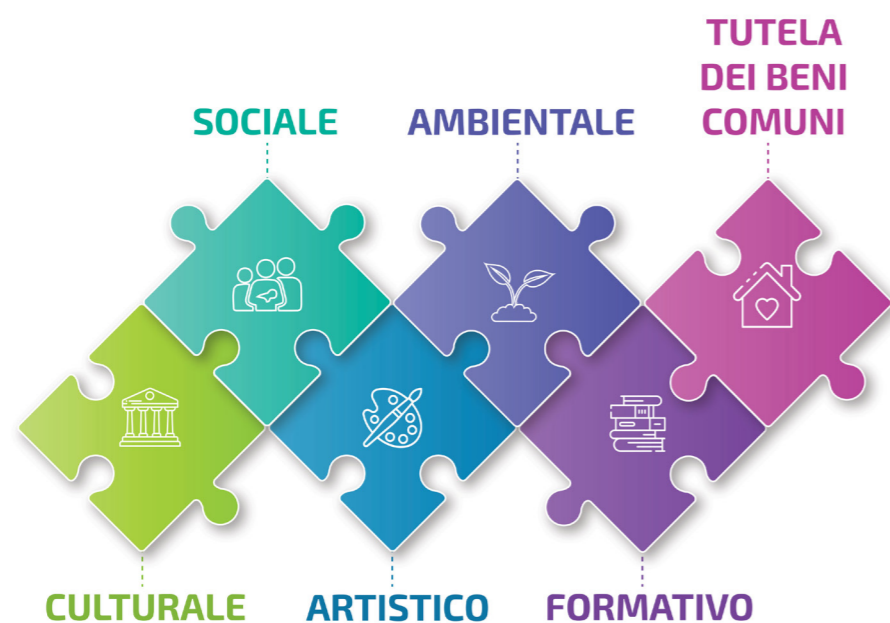 TUTELA
DEI BENI
COMUNI
SOCIALE
AMBIENTALE
CULTURALE
ARTISTICO
FORMATIVO